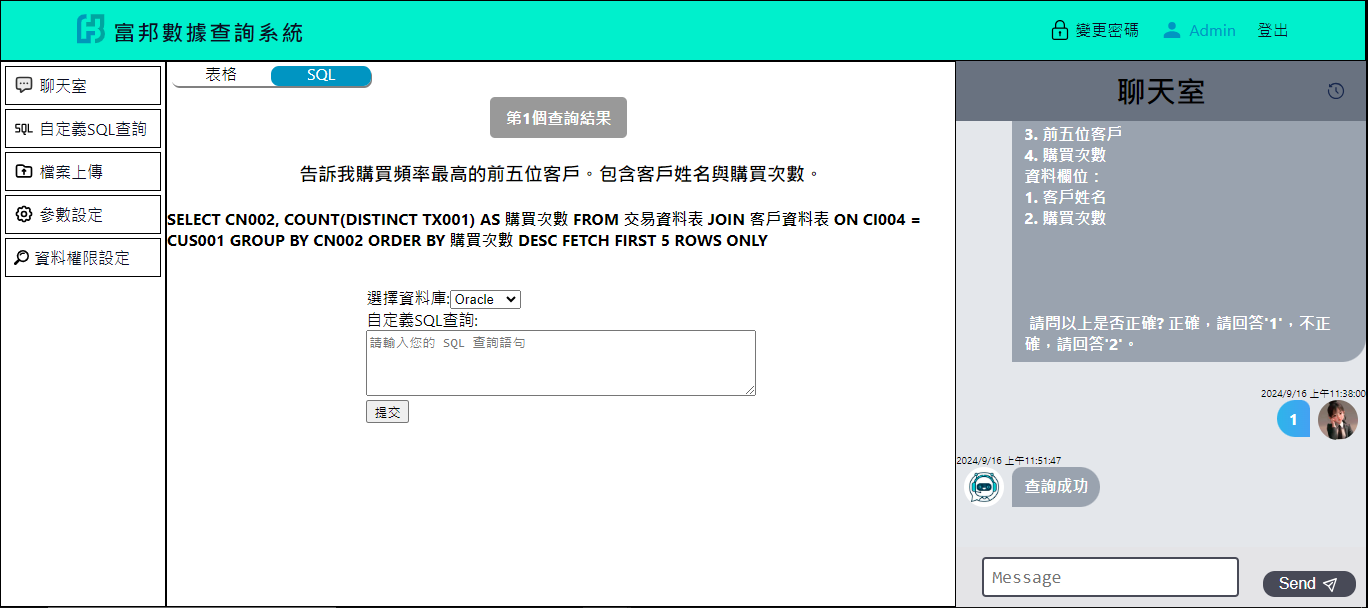 富邦數據查詢系統
變更密碼
Admin
登出
聊天室
SQL 自定義SQL查詢
檔案上傳
參數設定
資料權限設定
表格
SQL
第1個查詢結果
告訴我購買頻率最高的前五位客戶。包含客戶姓名與購買次數。
SELECT CN002, COUNT(DISTINCT TX001) AS 購買次數 FROM 交易資料表 JOIN 客戶資料表 ON CI004 =
CUS001 GROUP BY CN002 ORDER BY 購買次數 DESC FETCH FIRST 5 ROWS ONLY
選擇資料庫:Oracle
自定義SQL查詢:
請輸入您的 SQL 查詢語句
提交
聊天室
3. 前五位客戶
4. 購買次數
資料欄位：
1. 客戶姓名
2. 購買次數
請問以上是否正確? 正確，請回答'1'，不正
確，請回答'2'。
2024/9/16 上午11:38:00
1
2024/9/16 上午11:51:47
查詢成功
Message
Send